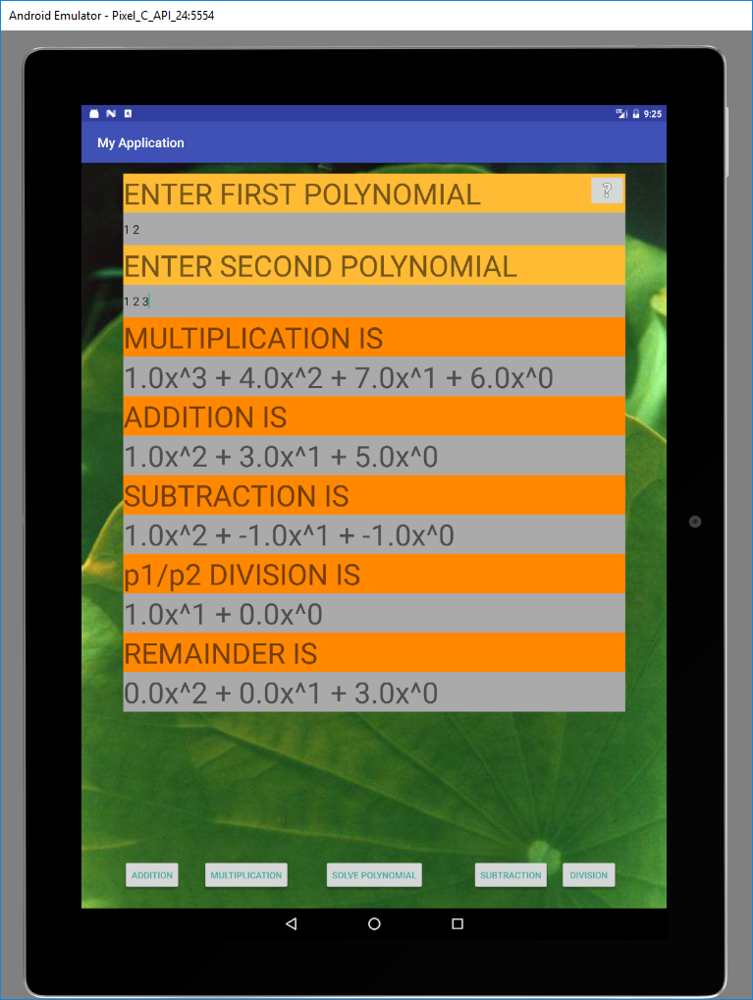 Android Emulator - Pixel_C_API_24:5554
9:25
My Application
ENTER FIRST POLYNOMIAL
?
1 2
ENTER SECOND POLYNOMIAL
1 2 3
MULTIPLICATION IS
1.0x^3 + 4.0x^2 + 7.0x^1 + 6.0x^0
ADDITION IS
1.0x^2 + 3.0x^1 + 5.0x^0
SUBTRACTION IS
1.0x^2 + -1.0x^1 + -1.0x^0
p1/p2 DIVISION IS
1.0x^1 + 0.0x^0
REMAINDER IS
0.0x^2 + 0.0x^1 + 3.0x^0
ADDITION MULTIPLICATION SOLVE POLYNOMIAL SUBTRACTION DIVISION